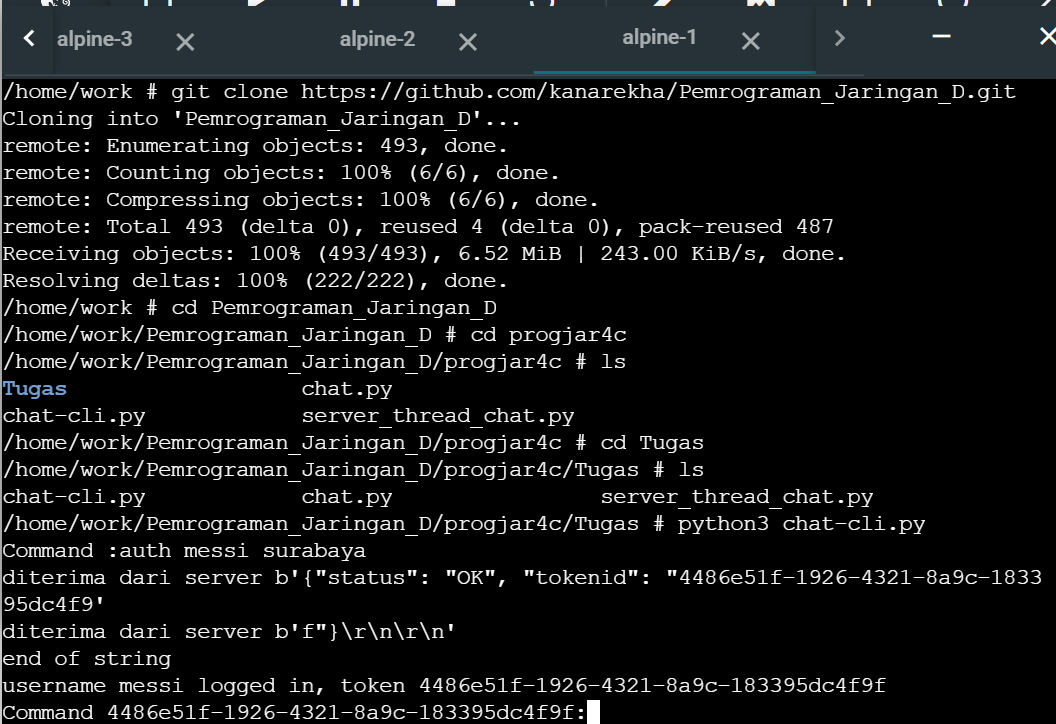 alpine-3
alpine-2
alpine-1
/home/work # git clone https://github.com/kanarekha/Pemrograman_Jaringan_D.git
Cloning into 'Pemrograman_Jaringan_D'...
remote: Enumerating objects: 493, done.
remote: Counting objects: 100% (6/6), done.
remote: Compressing objects: 100% (6/6), done.
remote: Total 493 (delta 0), reused 4 (delta 0), pack-reused 487
Receiving objects: 100% (493/493), 6.52 MiB | 243.00 KiB/s, done.
Resolving deltas: 100% (222/222), done.
/home/work # cd Pemrograman_Jaringan_D
/home/work/Pemrograman_Jaringan_D # cd progjar4c
/home/work/Pemrograman_Jaringan_D/progjar4c # ls
Tugas chat.py
chat-cli.py server_thread_chat.py
/home/work/Pemrograman_Jaringan_D/progjar4c # cd Tugas
/home/work/Pemrograman_Jaringan_D/progjar4c/Tugas # ls
chat-cli.py chat.py server_thread_chat.py
/home/work/Pemrograman_Jaringan_D/progjar4c/Tugas # python3 chat-cli.py
Command :auth messi surabaya
diterima dari server b'{"status": "OK", "tokenid": "4486e51f-1926-4321-8a9c-1833
95dc4f9'
diterima dari server b'f"}\r\n\r\n'
end of string
username messi logged in, token 4486e51f-1926-4321-8a9c-183395dc4f9f
Command 4486e51f-1926-4321-8a9c-183395dc4f9f: